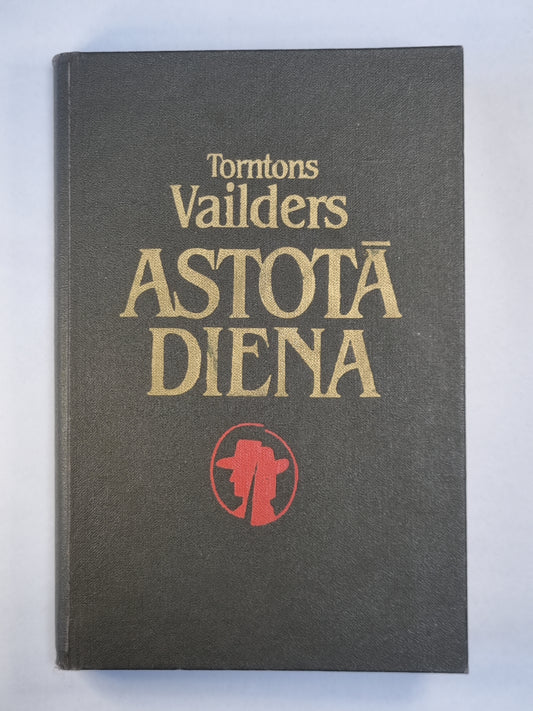 Torntons
Vailders
ASTOTĀ
DIENA